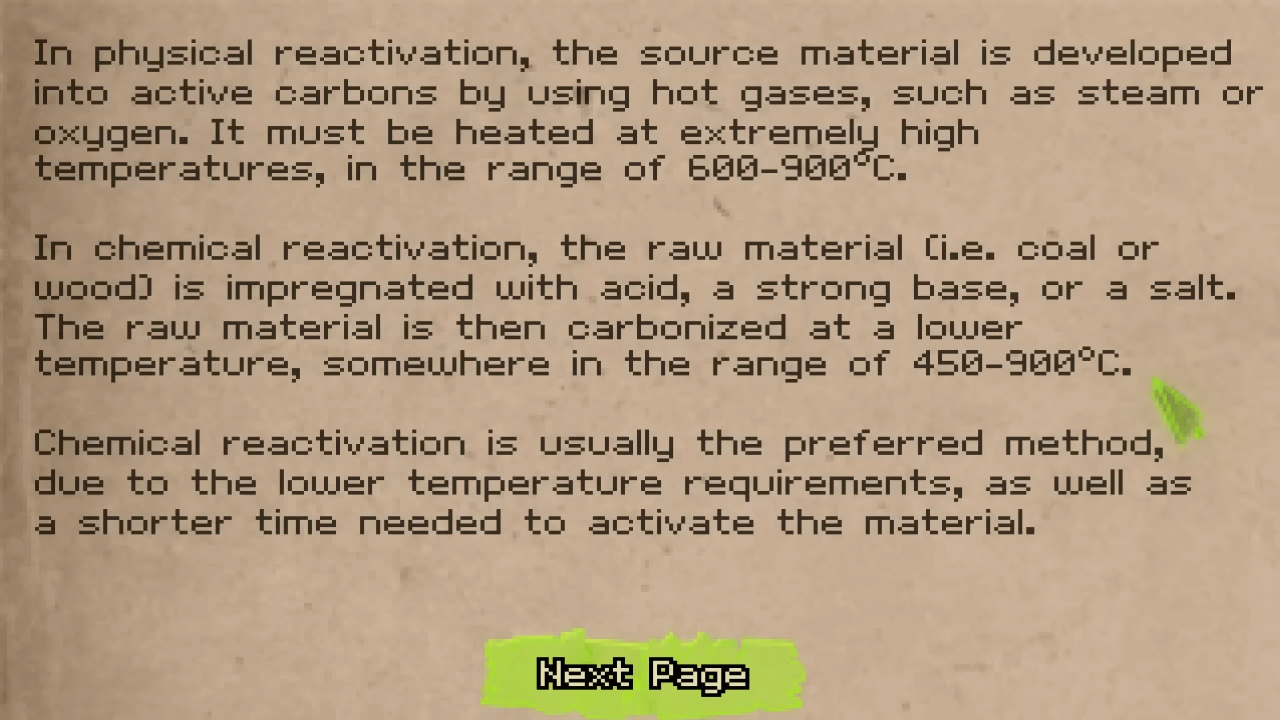 In physical reactivation, the source material is developed
into active carbons by using hot gases, such as steam or
oxygen. It must be heated at extremely high
temperatures, in the range of 600-900°C.
In chemical reactivation, the raw material (i.e. coal or
wood) is impregnated with acid, a strong base, or a salt.
The raw material is then carbonized at a lower
temperature, somewhere in the range of 450-900°C.
Chemical reactivation is usually the preferred method,
due to the lower temperature requirements, as well as
a shorter time needed to activate the material.
Next Page